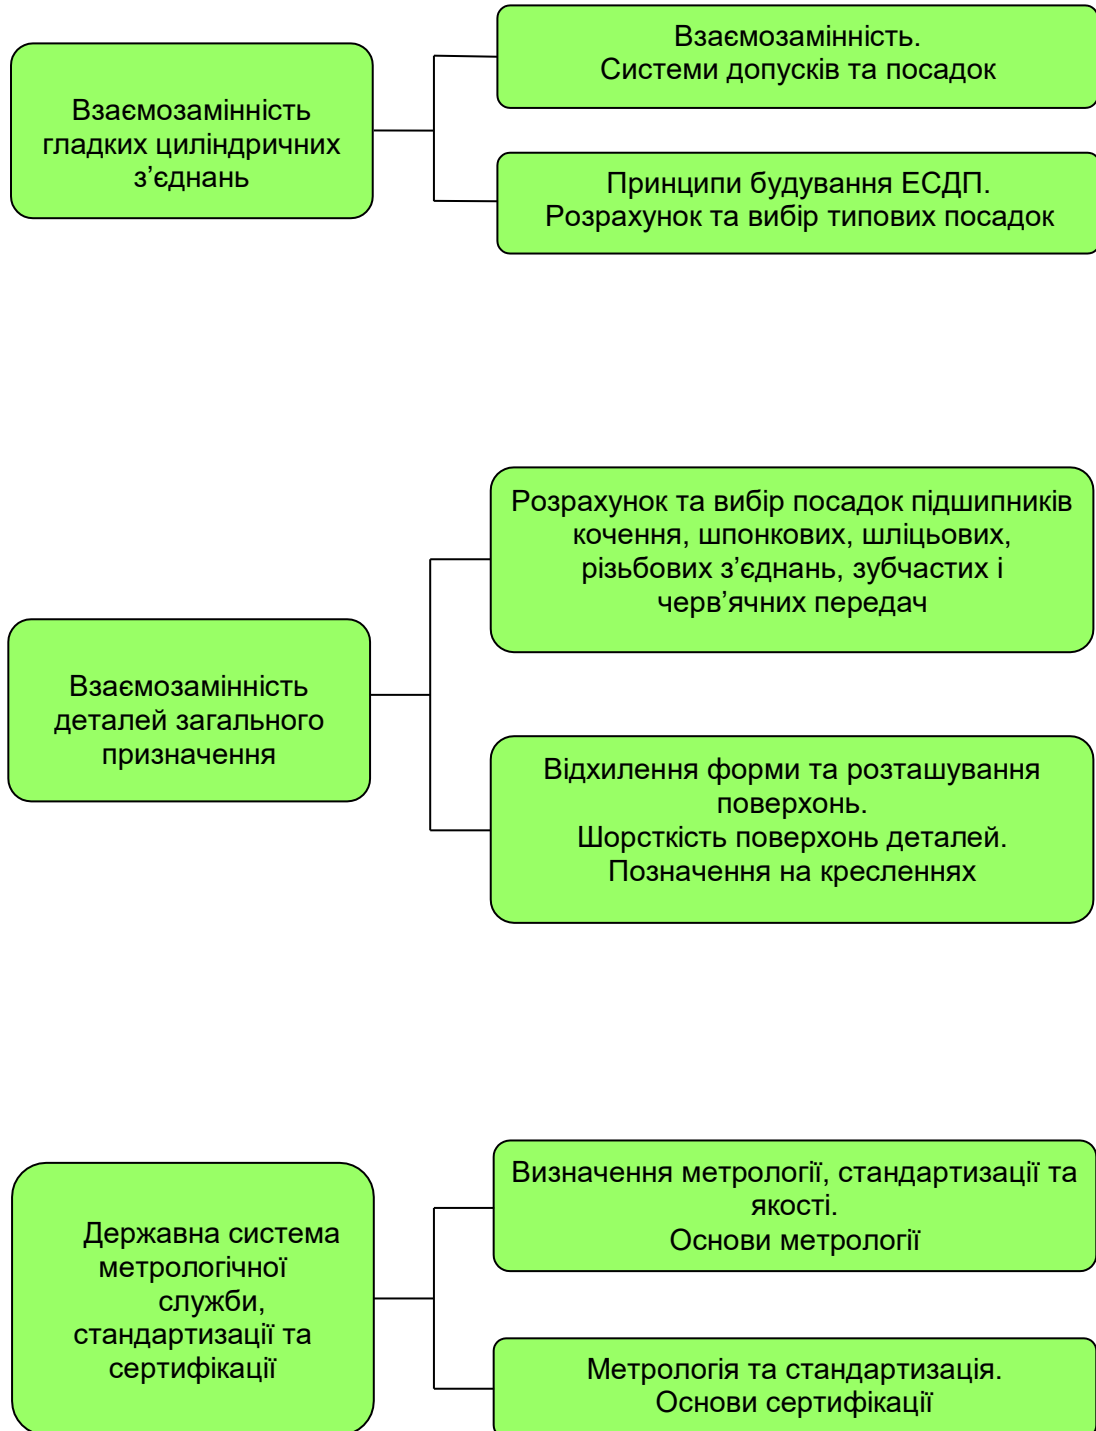 Взаємозамінність
гладких циліндричних
з’єднань
Взаємозамінність.
Системи допусків та посадок
Принципи будування ЕСДП.
Розрахунок та вибір типових посадок
Взаємозамінність
деталей загального
призначення
Розрахунок та вибір посадок підшипників
кочення, шпонкових, шліцьових,
різьбових з’єднань, зубчастих і
черв’ячних передач
Відхилення форми та розташування
поверхонь.
Шорсткість поверхонь деталей.
Позначення на кресленнях
Державна система
метрологічної
служби,
стандартизації та
сертифікації
Визначення метрології, стандартизації та
якості.
Основи метрології
Метрологія та стандартизація.
Основи сертифікації